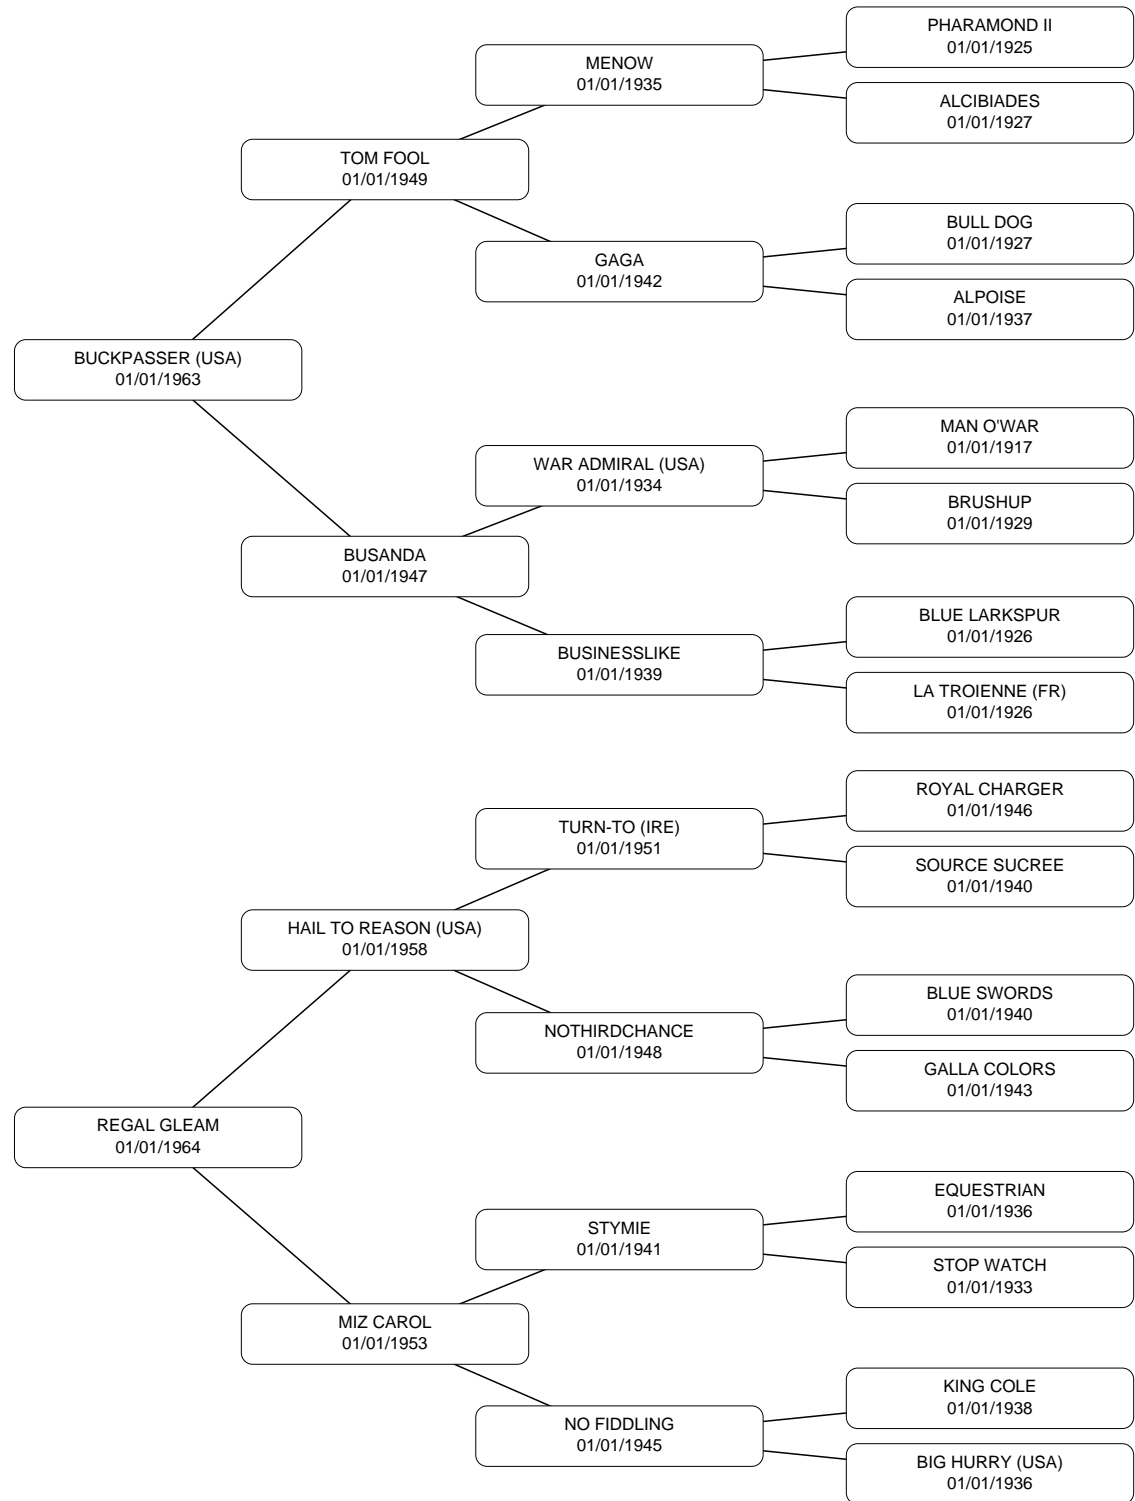 PHARAMOND II
01/01/1925
MENOW
01/01/1935
ALCIBIADES
01/01/1927
TOM FOOL
01/01/1949
BULL DOG
01/01/1927
GAGA
01/01/1942
ALPOISE
01/01/1937
BUCKPASSER (USA)
01/01/1963
MAN O'WAR
01/01/1917
WAR ADMIRAL (USA)
01/01/1934
BRUSHUP
01/01/1929
BUSANDA
01/01/1947
BLUE LARKSPUR
01/01/1926
BUSINESSLIKE
01/01/1939
LA TROIENNE (FR)
01/01/1926
ROYAL CHARGER
01/01/1946
TURN-TO (IRE)
01/01/1951
SOURCE SUCREE
01/01/1940
HAIL TO REASON (USA)
01/01/1958
BLUE SWORDS
01/01/1940
NOTHIRDCHANCE
01/01/1948
GALLA COLORS
01/01/1943
REGAL GLEAM
01/01/1964
EQUESTRIAN
01/01/1936
STYMIE
01/01/1941
STOP WATCH
01/01/1933
MIZ CAROL
01/01/1953
KING COLE
01/01/1938
NO FIDDLING
01/01/1945
BIG HURRY (USA)
01/01/1936